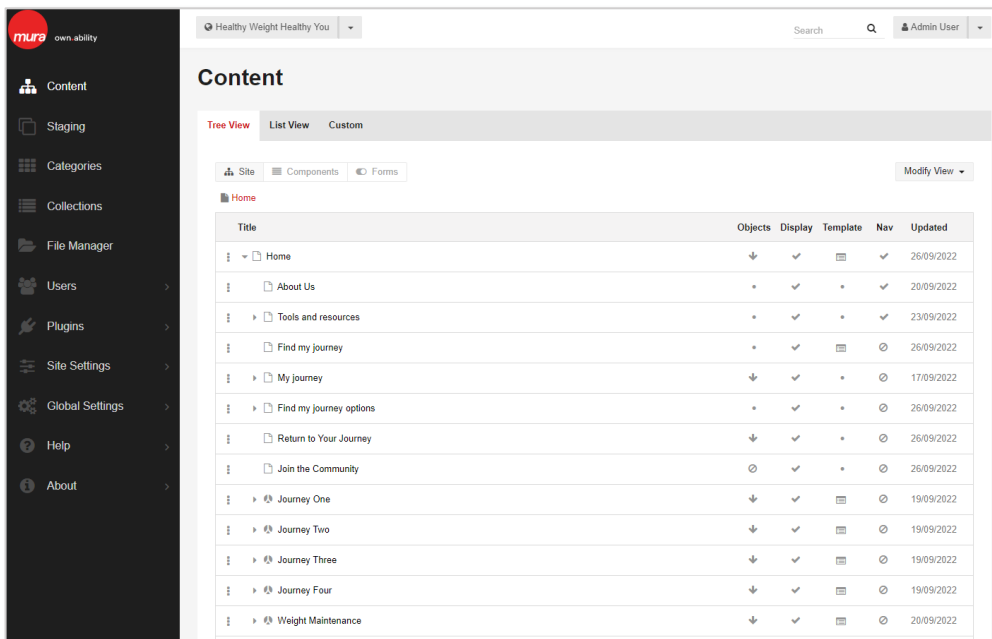 mura own.ability
Healthy Weight Healthy You
Search
Admin User
Content
Staging
Categories
Collections
File Manager
Users
Plugins
Site Settings
Global Settings
Help
About
Content
Tree View List View Custom
Site Components Forms
Modify View
Home
Title Objects Display Template Nav Updated
Home 26/09/2022
About Us 20/09/2022
Tools and resources 23/09/2022
Find my journey 26/09/2022
My journey 17/09/2022
Find my journey options 26/09/2022
Return to Your Journey 26/09/2022
Join the Community 26/09/2022
Journey One 19/09/2022
Journey Two 19/09/2022
Journey Three 19/09/2022
Journey Four 19/09/2022
Weight Maintenance 20/09/2022